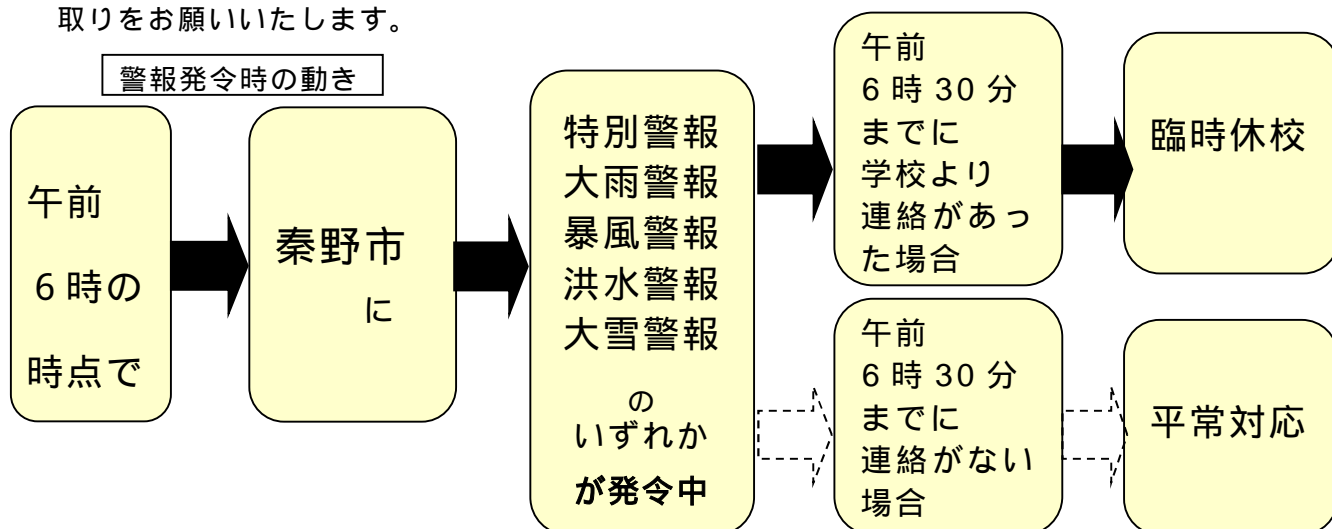 取りをお願いいたします。
警報発令時の動き
午前
6時の
時点で
秦野市
に
特別警報
大雨警報
暴風警報
洪水警報
大雪警報
の
いずれか
が発令中
午前
6時30分
までに
学校より
連絡があっ
た場合
臨時休校
午前
6時30分
までに
連絡がない
場合
平常対応